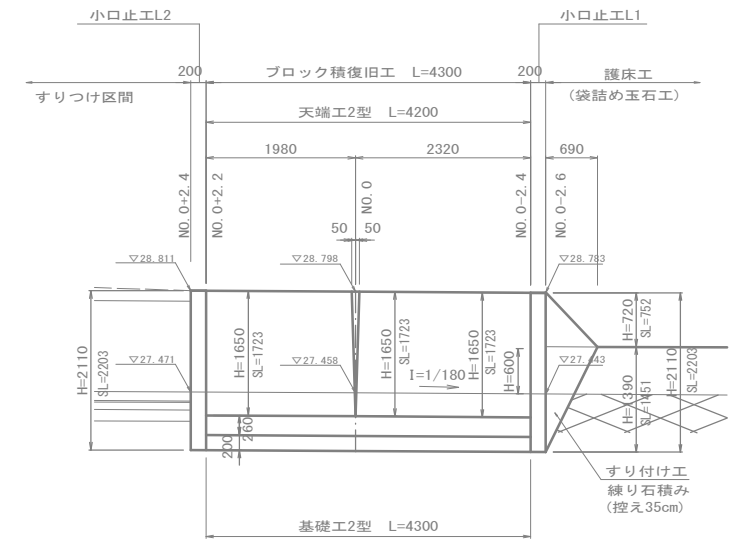 小口止工L2
小口止工L1
200
ブロック積復旧工 L=4300
200
護床工
すりつけ区間
(袋詰め玉石工)
天端工2型 L=4200
1980
2320
690
NO.0+2.4
NO.0+2.2
NO.0
NO.0-2.4
NO.0-2.6
50
50
▽28.811
▽28.798
▽28.783
H=2110
SL=2203
H=1650
SL=1723
H=1650
SL=1723
H=1650
SL=1723
H=720
SL=752
▽27.471
▽27.458
▽27.443
H=600
I=1/180
H=1390
SL=1451
H=2110
SL=2203
260
200
すり付け工
練り石積み
(控え35cm)
基礎工2型 L=4300